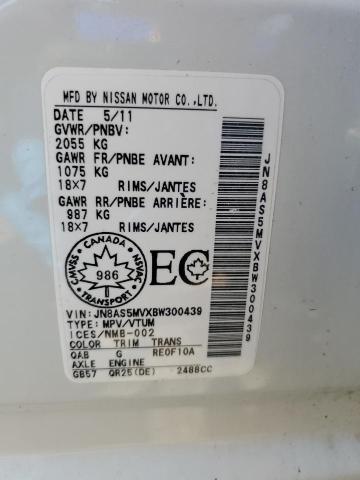 MFD BY NISSAN MOTOR CO.,LTD.
DATE 5/11
GVWR/PNBV:
2055 KG
GAWR FR/PNBE AVANT:
1075 KG
18X7 RIMS/JANTES
GAWR RR/PNBE ARRIÈRE:
987 KG
18X7 RIMS/JANTES
CANADA
CMVSS
986
NSVAC
TRANSPORT
EC
VIN: JN8AS5MVXBW300439
TYPE: MPV/VTUM
ICES/NMB-002
COLOR TRIM TRANS
QAB G RE0F10A
AXLE ENGINE
GB57 QR25(DE) 2488CC
JN8AS5MVXBW300439